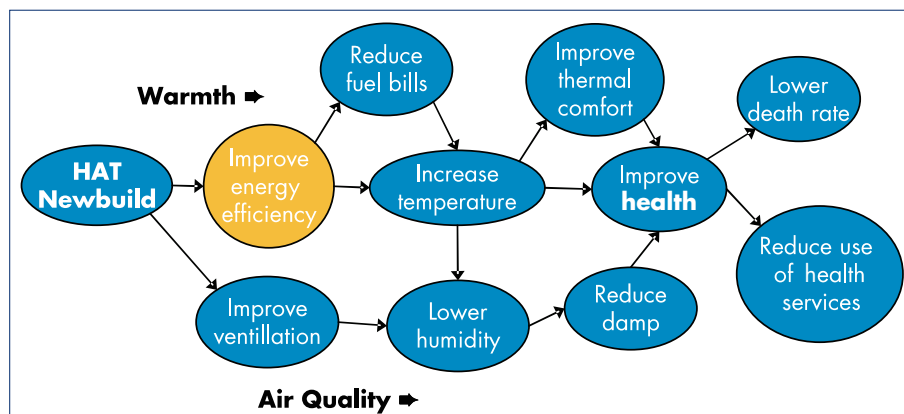 Warmth ➨
Reduce
fuel bills
Improve
thermal
comfort
Lower
death rate
HAT
Newbuild
Improve
energy
efficiency
Increase
temperature
Improve
health
Reduce use
of health
services
Improve
ventillation
Lower
humidity
Reduce
damp
Air Quality ➨